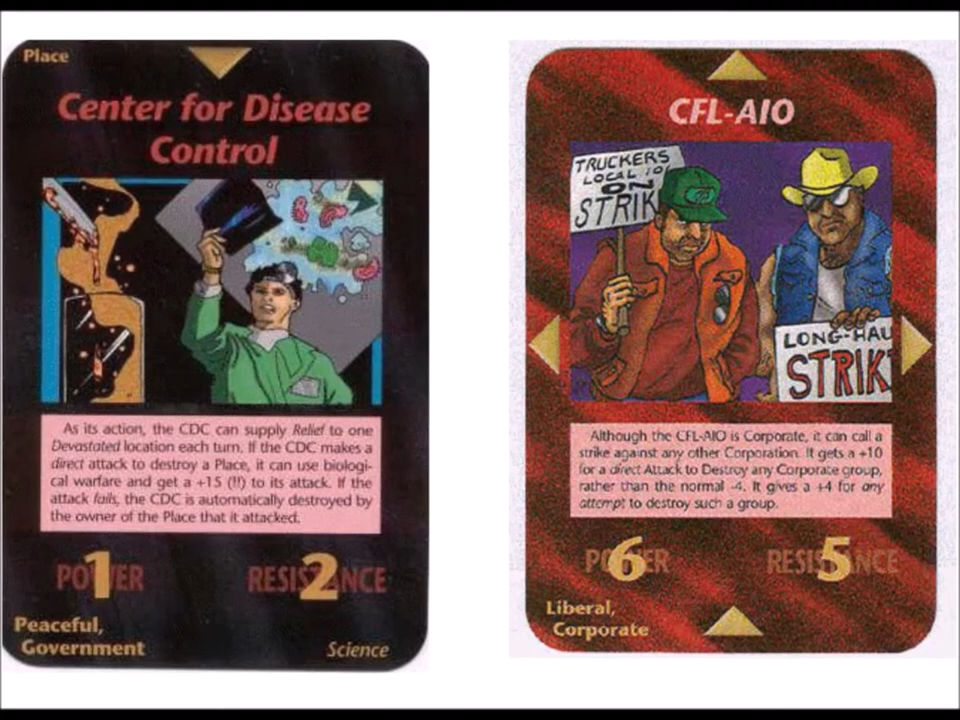 Place
Center for Disease
Control
As its action, the CDC can supply Relief to one
Devastated location each turn. If the CDC makes a
direct attack to destroy a Place, it can use biologi-
cal warfare and get a +15 (!!) to its attack. If the
attack fails, the CDC is automatically destroyed by
the owner of the Place that it attacked.
POWER
1
RESISTANCE
2
Peaceful,
Government
Science
CFL-AIO
TRUCKERS
LOCAL
ON
STRIK
LONG-HAU
STRIK
Although the CFL-AIO is Corporate, it can call a
strike against any other Corporation. It gets a +10
for a direct Attack to Destroy any Corporate group,
rather than the normal -4. It gives a +4 for any
attempt to destroy such a group.
POWER
6
RESISTANCE
5
Liberal,
Corporate